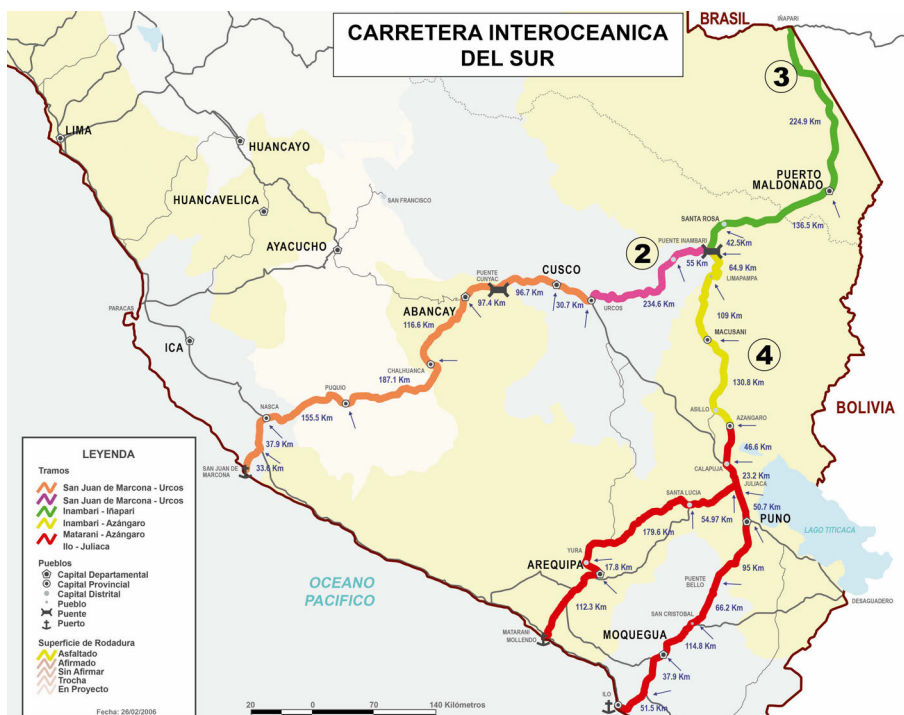 CARRETERA INTEROCEANICA
DEL SUR
BRASIL
IÑAPARI
3
224.9 Km
PUERTO
MALDONADO
136.5 Km
SANTA ROSA
42.5Km
PUENTE INAMBARI
2
55 Km
64.9 Km
LIMAPAMPA
234.6 Km
URCOS
109 Km
MACUSANI
4
130.8 Km
ASILLO
AZANGARO
BOLIVIA
46.6 Km
CALAPUJA
23.2 Km
JULIACA
50.7 Km
PUNO
LAGO TITICACA
LIMA
HUANCAYO
HUANCAVELICA
SAN FRANCISCO
AYACUCHO
PARACAS
ICA
PUENTE
CUNYAC
CUSCO
96.7 Km
97.4 Km
30.7 Km
ABANCAY
116.6 Km
CHALHUANCA
187.1 Km
PUQUIO
155.5 Km
NASCA
37.9 Km
SAN JUAN DE
MARCONA
33.6 Km
SANTA LUCIA
54.97 Km
179.6 Km
YURA
AREQUIPA
17.8 Km
112.3 Km
MATARANI
MOLLENDO
95 Km
PUENTE
BELLO
66.2 Km
DESAGUADERO
SAN CRISTOBAL
114.8 Km
MOQUEGUA
37.9 Km
ILO
51.5 Km
OCEANO
PACIFICO
LEYENDA
Tramos
San Juan de Marcona - Urcos
San Juan de Marcona - Urcos
Inambari - Iñapari
Inambari - Azángaro
Matarani - Azángaro
Ilo - Juliaca
Pueblos
Capital Departamental
Capital Provincial
Capital Distrital
Pueblo
Puente
Puerto
Superficie de Rodadura
Asfaltado
Afirmado
Sin Afirmar
Trocha
En Proyecto
Fecha: 26/02/2006
20 0 70 140 Kilómetros